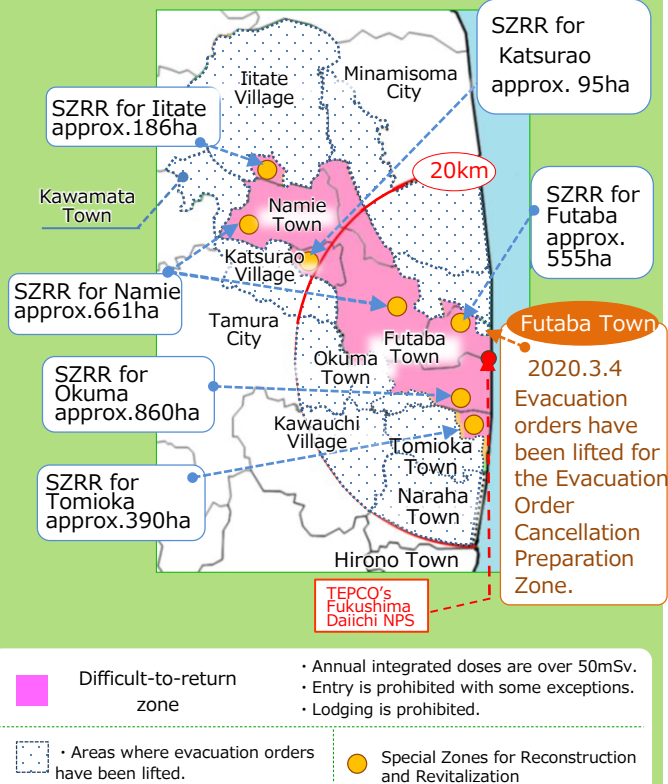 SZRR for
Katsurao
approx. 95ha
Iitate
Village
Minamisoma
City
SZRR for Iitate
approx.186ha
20km
Kawamata
Town
Namie
Town
SZRR for
Futaba
approx.
555ha
Katsurao
Village
SZRR for Namie
approx.661ha
Tamura
City
Futaba Town
Okuma
Town
Futaba
Town
SZRR for
Okuma
approx.860ha
2020.3.4
Evacuation
orders have
been lifted for
the Evacuation
Order
Cancellation
Preparation
Zone.
Kawauchi
Village
Tomioka
Town
SZRR for
Tomioka
approx.390ha
Naraha
Town
Hirono Town
TEPCO's
Fukushima
Daiichi NPS
Difficult-to-return
zone
・Annual integrated doses are over 50mSv.
・Entry is prohibited with some exceptions.
・Lodging is prohibited.
・Areas where evacuation orders
have been lifted.
Special Zones for Reconstruction
and Revitalization